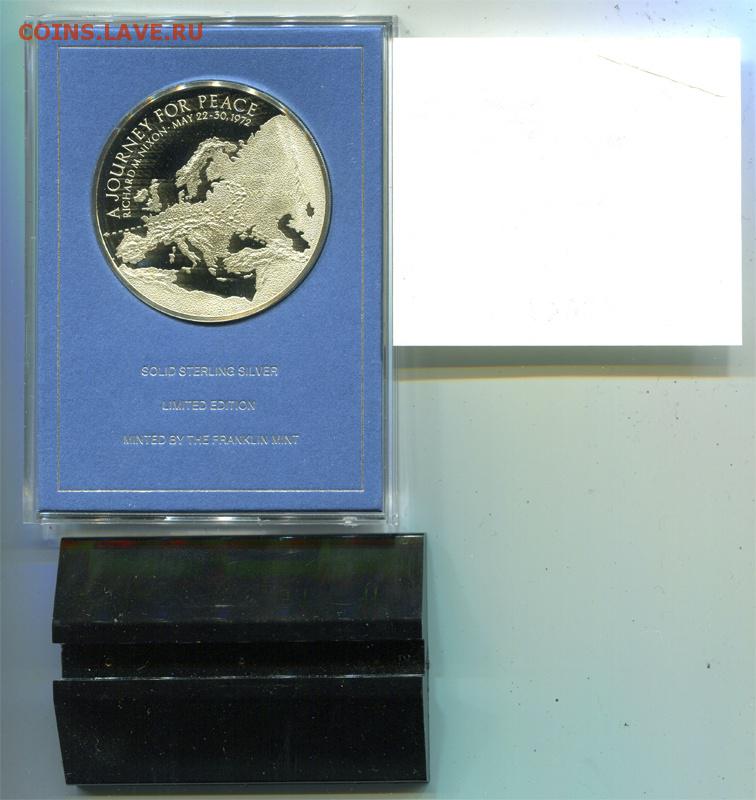 COINS.LAVE.RU
A JOURNEY FOR PEACE
RICHARD M. NIXON · MAY 22-30, 1972
SOLID STERLING SILVER
LIMITED EDITION
MINTED BY THE FRANKLIN MINT